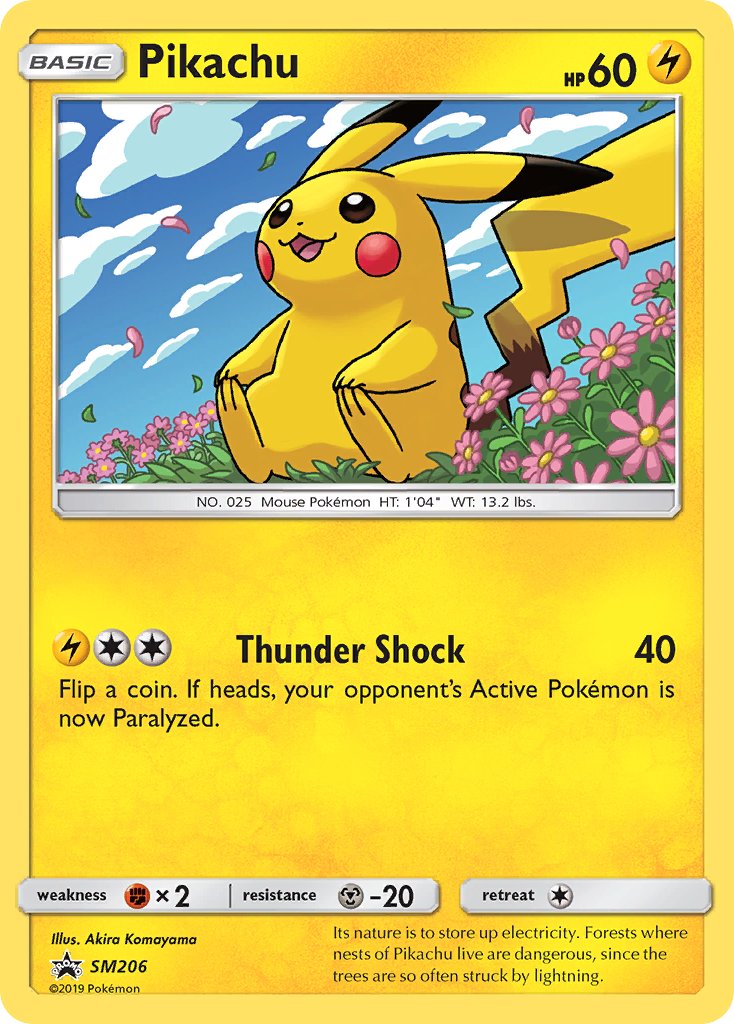 BASIC Pikachu HP60
NO. 025 Mouse Pokémon HT: 1'04" WT: 13.2 lbs.
Thunder Shock 40
Flip a coin. If heads, your opponent's Active Pokémon is
now Paralyzed.
weakness ×2 resistance -20 retreat
Illus. Akira Komayama
PROMO SM206
©2019 Pokémon
Its nature is to store up electricity. Forests where
nests of Pikachu live are dangerous, since the
trees are so often struck by lightning.